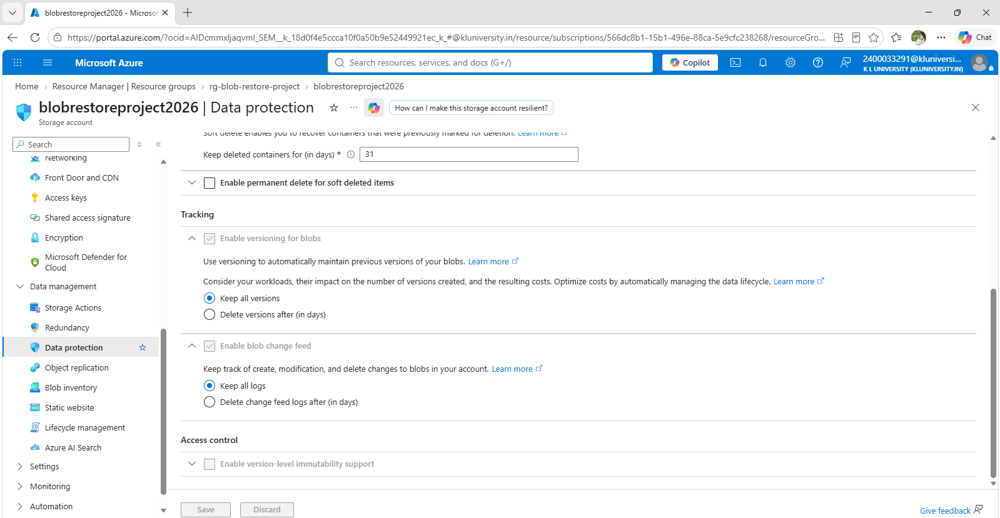 blobrestoreproject2026 - Microsof
https://portal.azure.com/?ocid=AIDcmmxljaqvml_SEM__k_18d0f4e5ccca10f0a50b9e52449921ec_k_#@kluniversity.in/resource/subscriptions/566dc8b1-15b1-496e-88ca-5e9cfc238268/resourceGro...
Chat
Microsoft Azure
Search resources, services, and docs (G+/)
Copilot
2400033291@kluniversi...
K L UNIVERSITY (KLUNIVERSITY.IN)
Home > Resource Manager | Resource groups > rg-blob-restore-project > blobrestoreproject2026
blobrestoreproject2026 | Data protection
How can I make this storage account resilient?
Storage account
Search
Networking
Front Door and CDN
Access keys
Shared access signature
Encryption
Microsoft Defender for
Cloud
Data management
Storage Actions
Redundancy
Data protection
Object replication
Blob inventory
Static website
Lifecycle management
Azure AI Search
Settings
Monitoring
Automation
Soft delete enables you to recover containers that were previously marked for deletion. Learn more
Keep deleted containers for (in days) * 31
Enable permanent delete for soft deleted items
Tracking
Enable versioning for blobs
Use versioning to automatically maintain previous versions of your blobs. Learn more
Consider your workloads, their impact on the number of versions created, and the resulting costs. Optimize costs by automatically managing the data lifecycle. Learn more
Keep all versions
Delete versions after (in days)
Enable blob change feed
Keep track of create, modification, and delete changes to blobs in your account. Learn more
Keep all logs
Delete change feed logs after (in days)
Access control
Enable version-level immutability support
Save
Discard
Give feedback